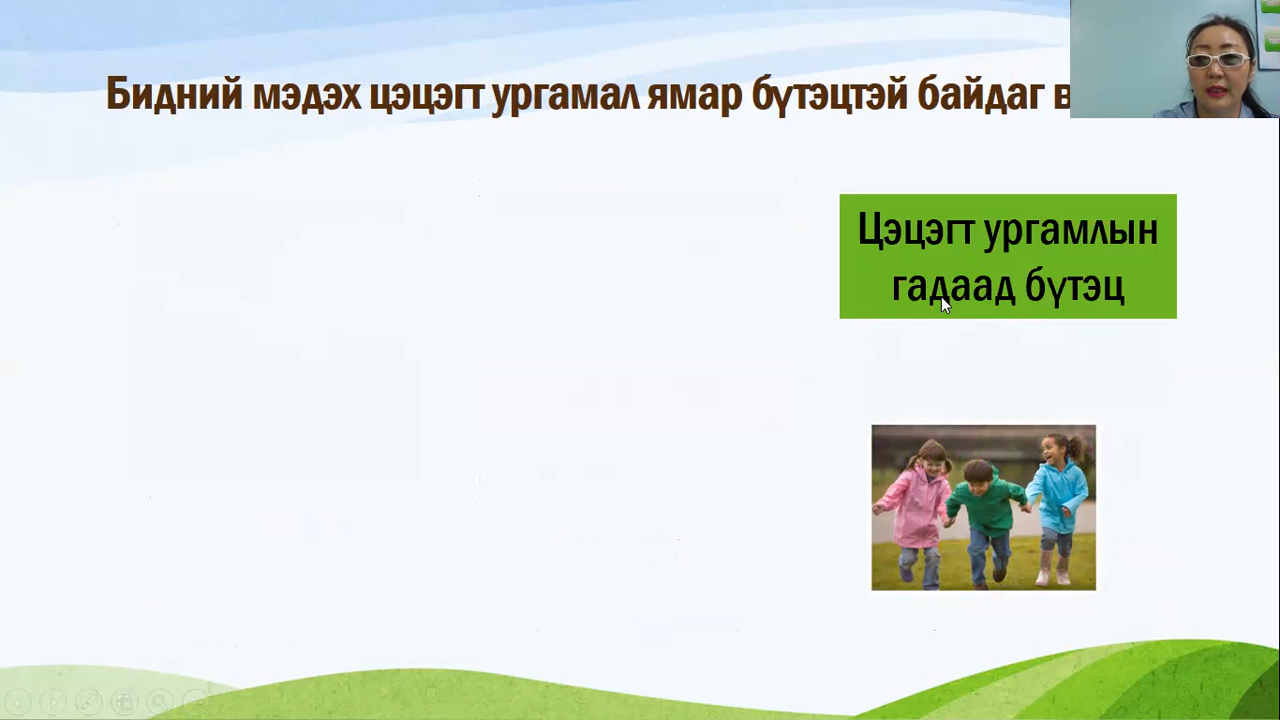 Бидний мэдэх цэцэгт ургамал ямар бүтэцтэй байдаг в
Цэцэгт ургамлын
гадаад бүтэц